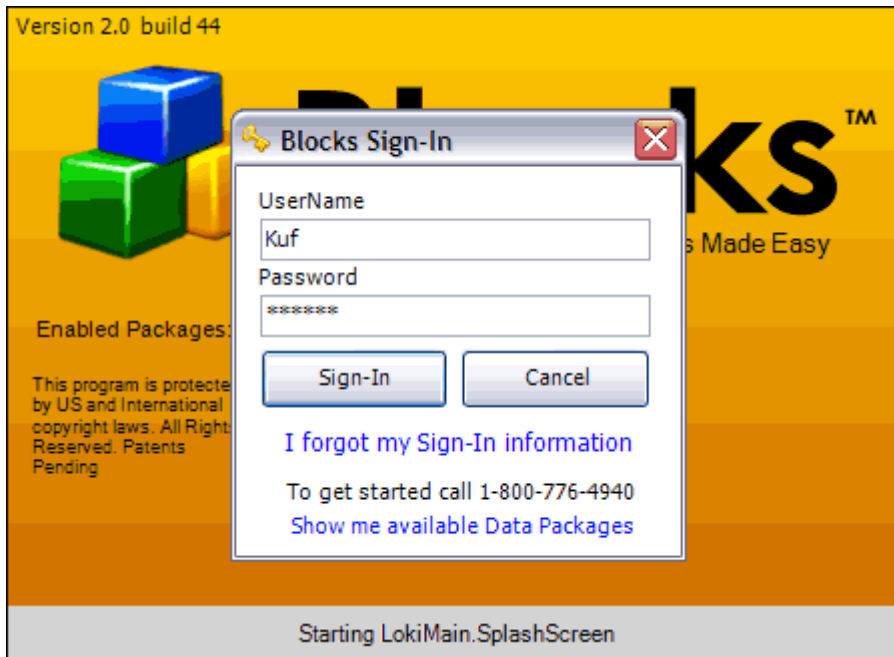 Version 2.0 build 44
TM
Blocks Sign-In
UserName
Kuf
Made Easy
Password
******
Enabled Packages:
Sign-In Cancel
This program is protecte
by US and International
copyright laws. All Right
Reserved. Patents
Pending
I forgot my Sign-In information
To get started call 1-800-776-4940
Show me available Data Packages
Starting LokiMain.SplashScreen